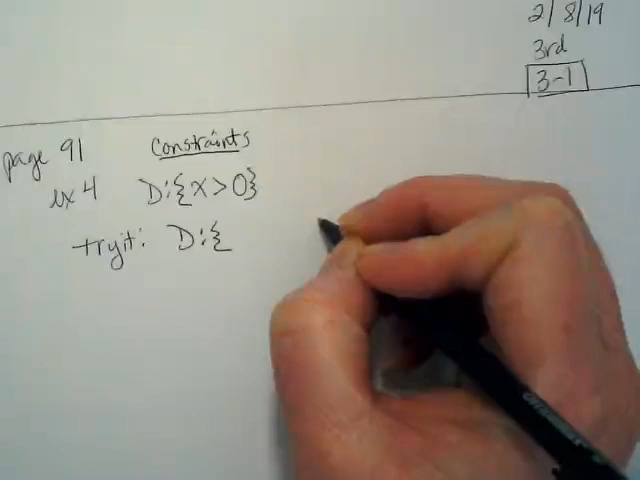 2/8/19
3rd
3-1
page 91 Constraints
ex 4 D:{x>0}
try it: D:{